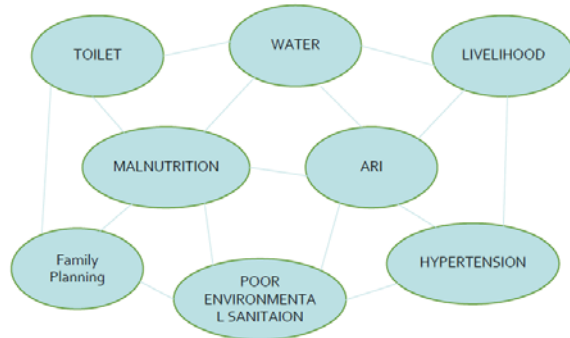 TOILET
WATER
LIVELIHOOD
MALNUTRITION
ARI
Family
Planning
POOR
ENVIRONMENTA
L SANITAION
HYPERTENSION